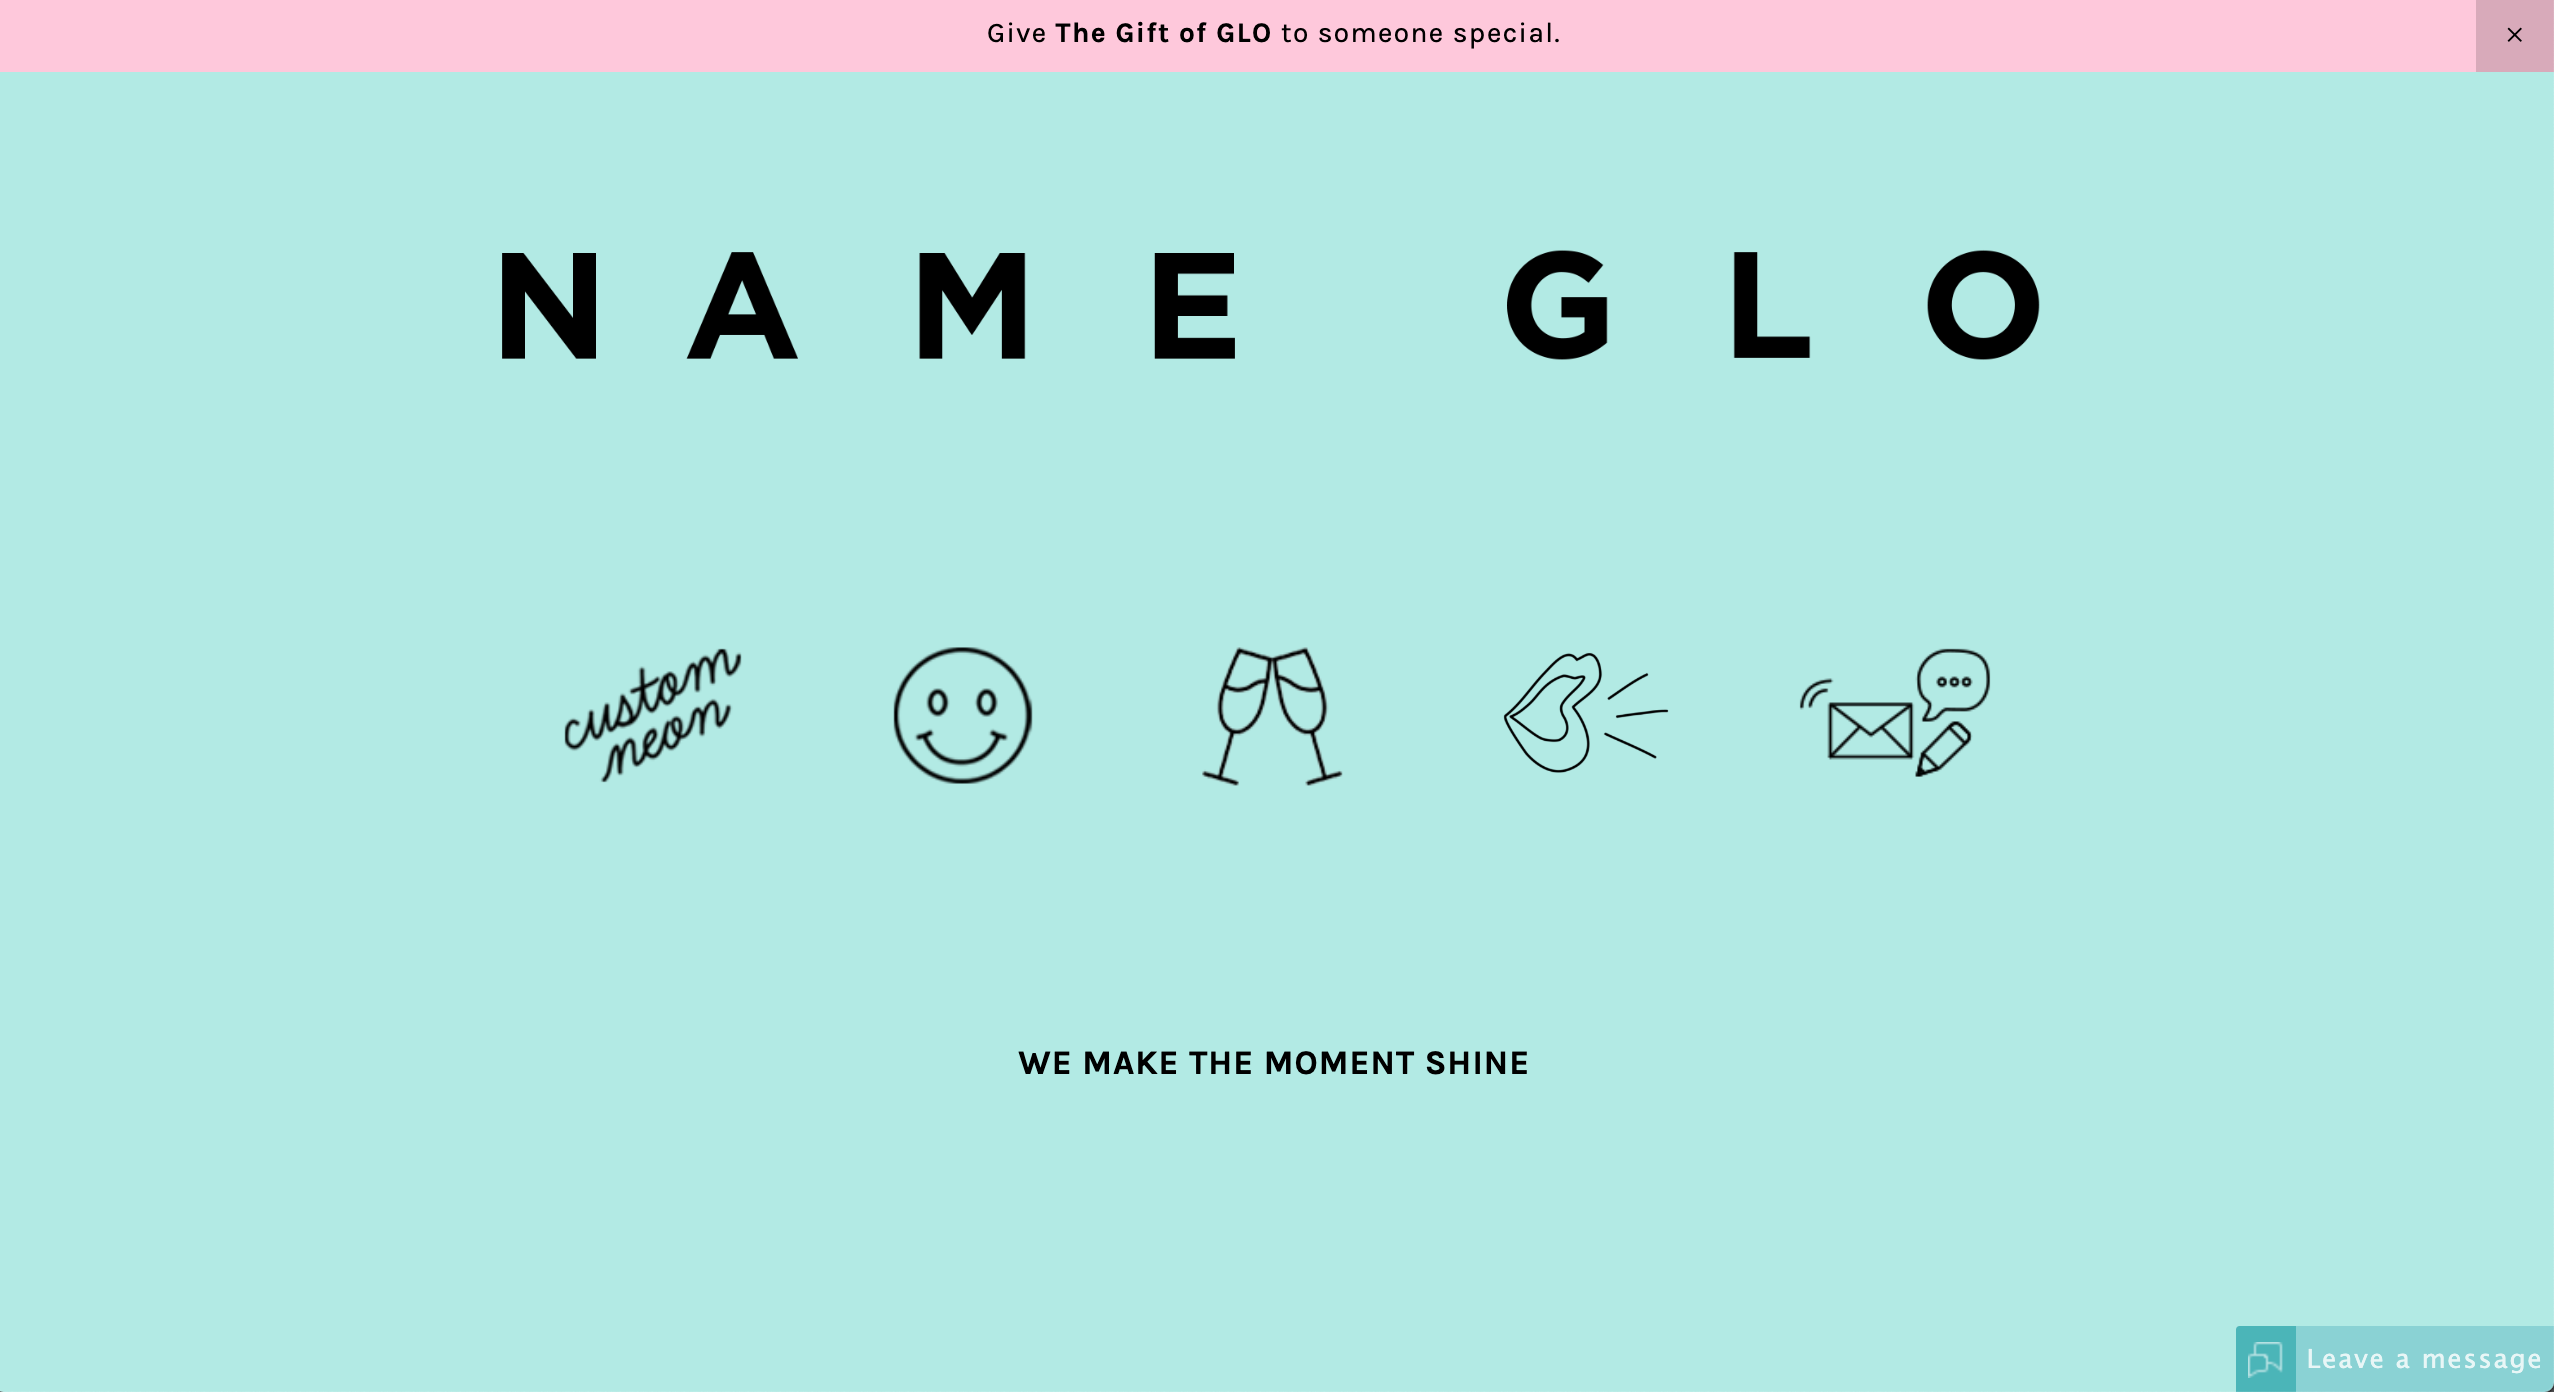 Give The Gift of GLO to someone special.
NAME GLO
custom
neon
WE MAKE THE MOMENT SHINE
Leave a message